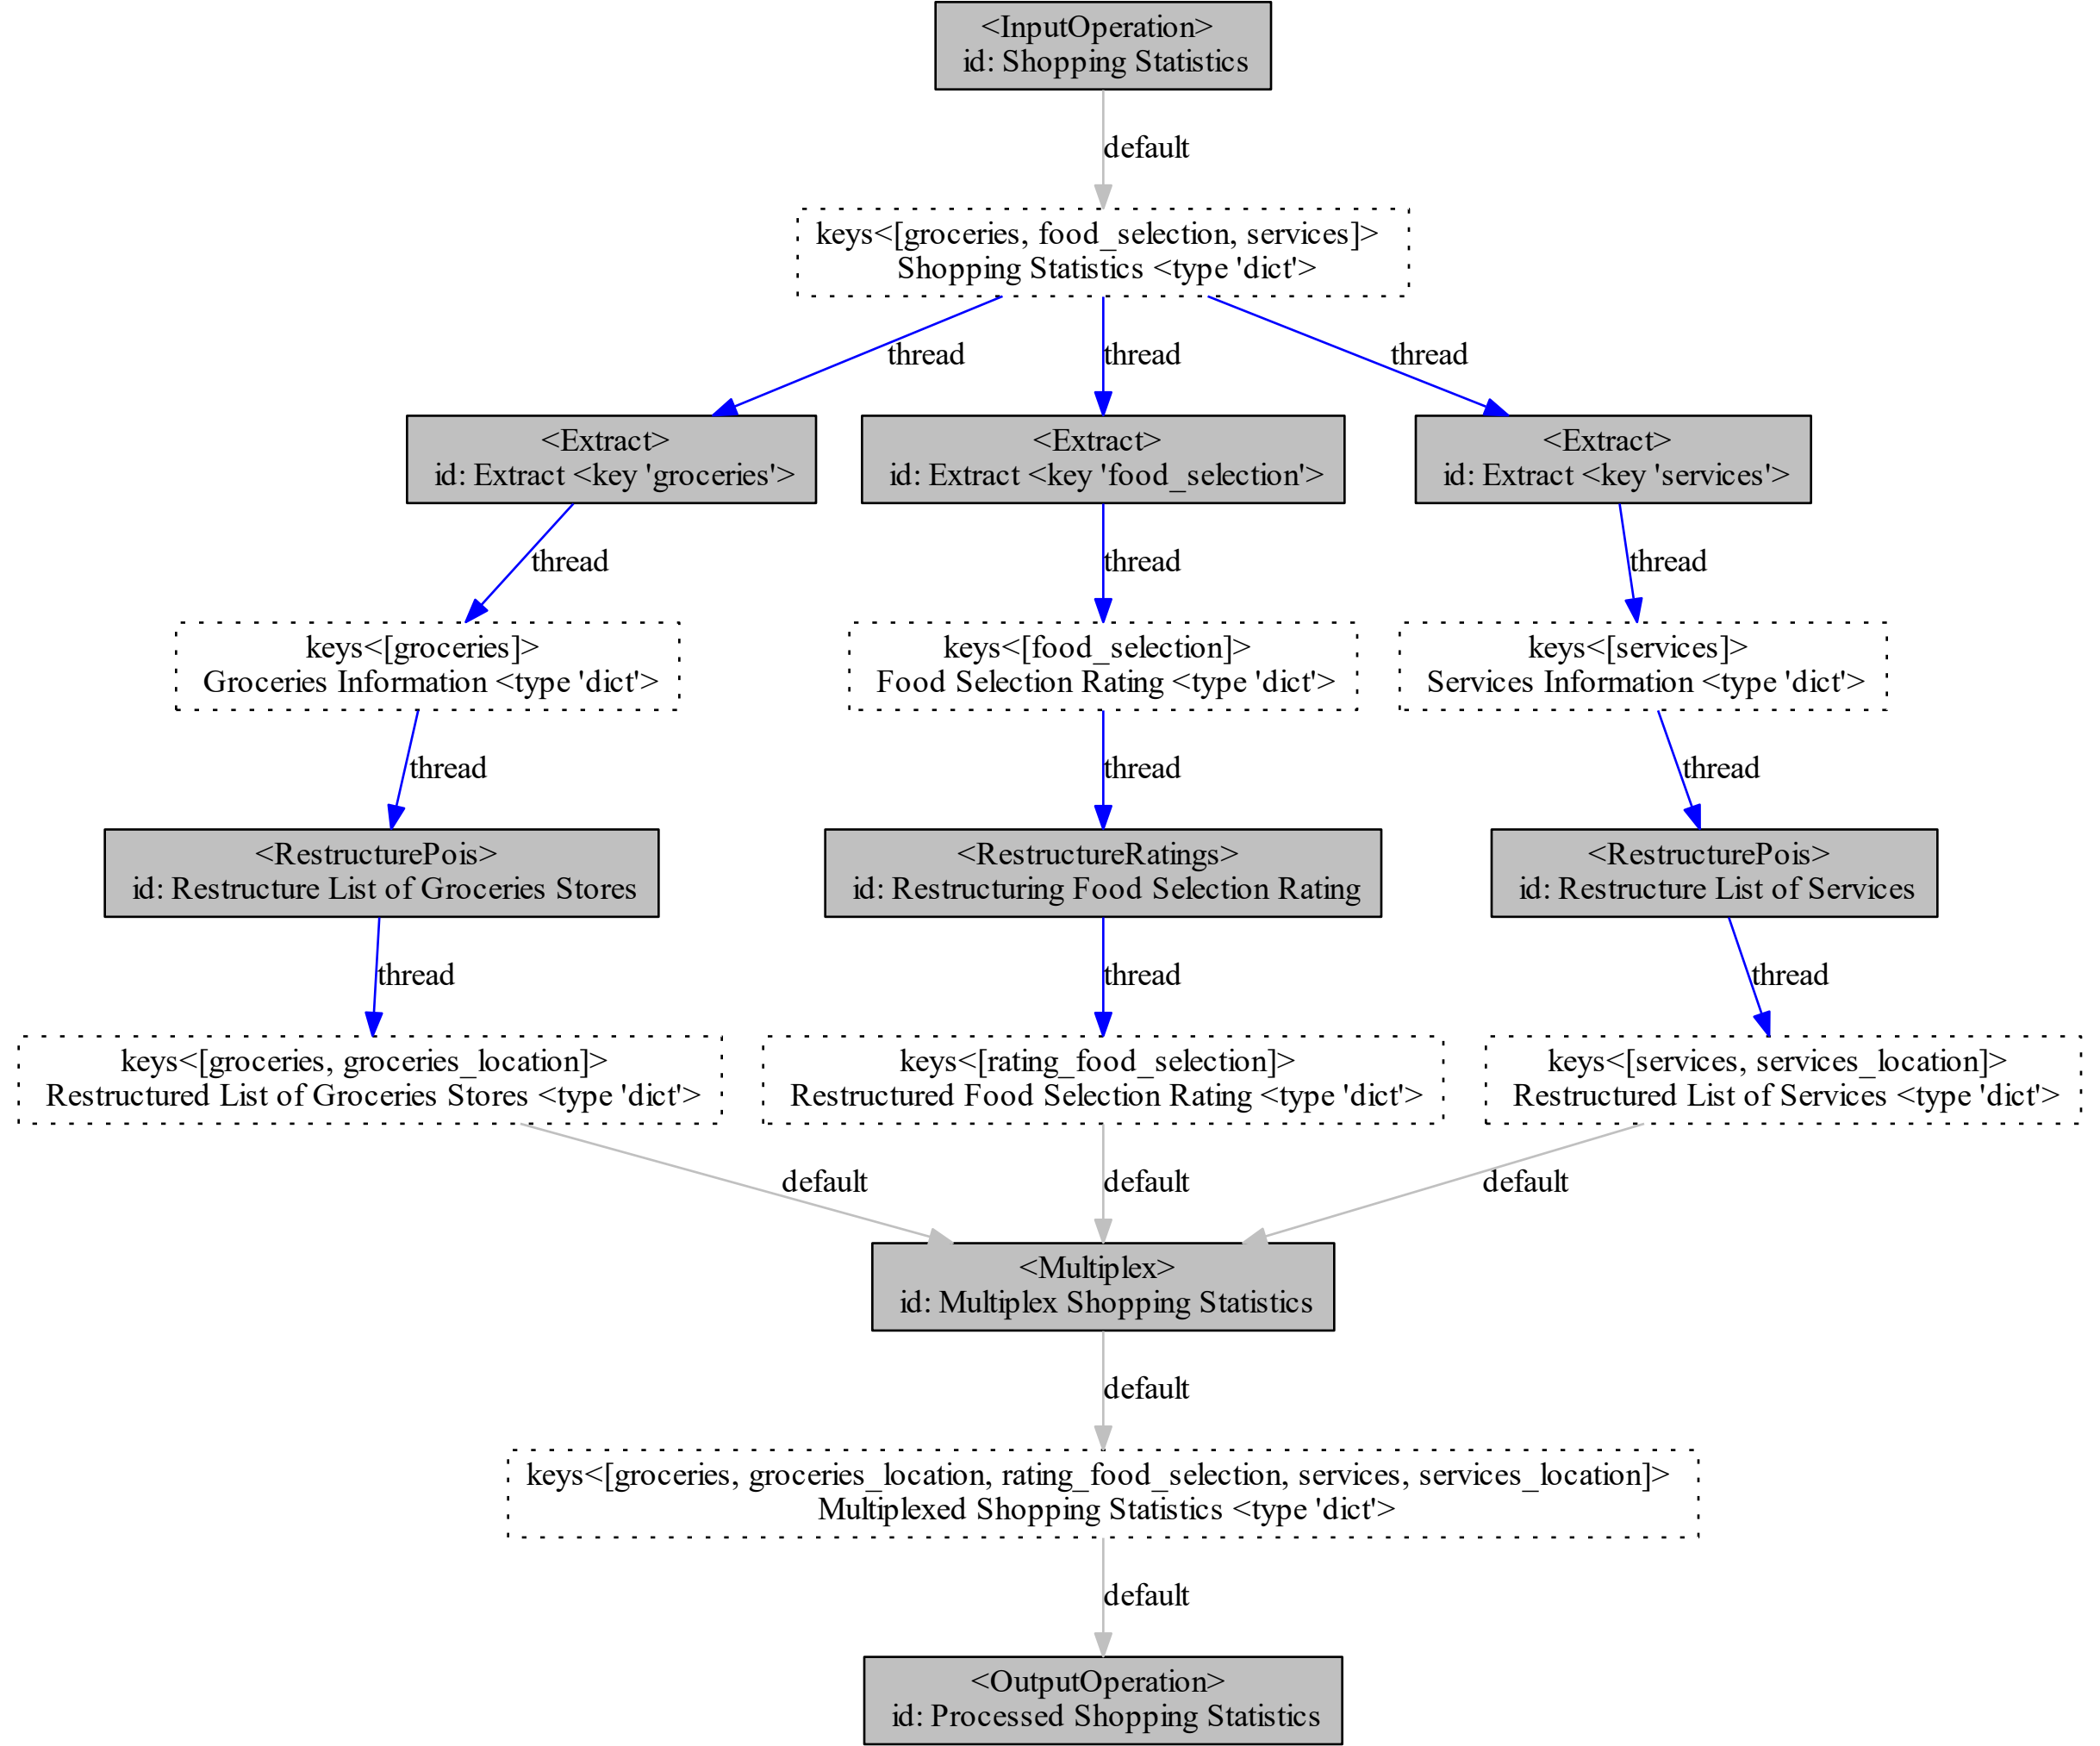 <InputOperation>
id: Shopping Statistics
default
keys<[groceries, food_selection, services]>
Shopping Statistics <type 'dict'>
thread
thread
thread
<Extract>
id: Extract <key 'groceries'>
<Extract>
id: Extract <key 'food_selection'>
<Extract>
id: Extract <key 'services'>
thread
thread
thread
keys<[groceries]>
Groceries Information <type 'dict'>
keys<[food_selection]>
Food Selection Rating <type 'dict'>
keys<[services]>
Services Information <type 'dict'>
thread
thread
thread
<RestructurePois>
id: Restructure List of Groceries Stores
<RestructureRatings>
id: Restructuring Food Selection Rating
<RestructurePois>
id: Restructure List of Services
thread
thread
thread
keys<[groceries, groceries_location]>
Restructured List of Groceries Stores <type 'dict'>
keys<[rating_food_selection]>
Restructured Food Selection Rating <type 'dict'>
keys<[services, services_location]>
Restructured List of Services <type 'dict'>
default
default
default
<Multiplex>
id: Multiplex Shopping Statistics
default
keys<[groceries, groceries_location, rating_food_selection, services, services_location]>
Multiplexed Shopping Statistics <type 'dict'>
default
<OutputOperation>
id: Processed Shopping Statistics